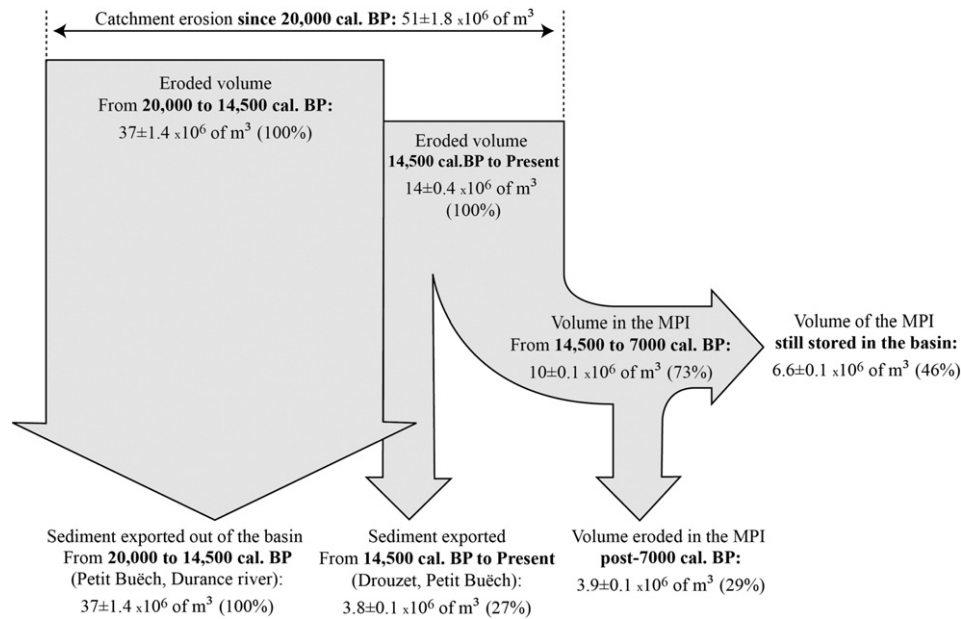 Catchment erosion since 20,000 cal. BP: 51±1.8 x10⁶ of m³
Eroded volume
From 20,000 to 14,500 cal. BP:
37±1.4 x10⁶ of m³ (100%)
Eroded volume
14,500 cal.BP to Present
14±0.4 x10⁶ of m³
(100%)
Volume in the MPI
From 14,500 to 7000 cal. BP:
10±0.1 x10⁶ of m³ (73%)
Volume of the MPI
still stored in the basin:
6.6±0.1 x10⁶ of m³ (46%)
Sediment exported out of the basin
From 20,000 to 14,500 cal. BP
(Petit Buëch, Durance river):
37±1.4 x10⁶ of m³ (100%)
Sediment exported
From 14,500 cal. BP to Present
(Drouzet, Petit Buëch):
3.8±0.1 x10⁶ of m³ (27%)
Volume eroded in the MPI
post-7000 cal. BP:
3.9±0.1 x10⁶ of m³ (29%)